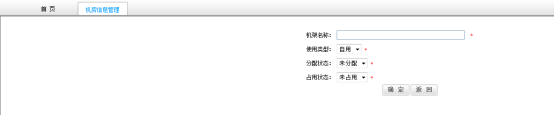 首 页 机房信息管理
机架名称: *
使用类型: 自用 *
分配状态: 未分配 *
占用状态: 未占用 *
确 定 返 回